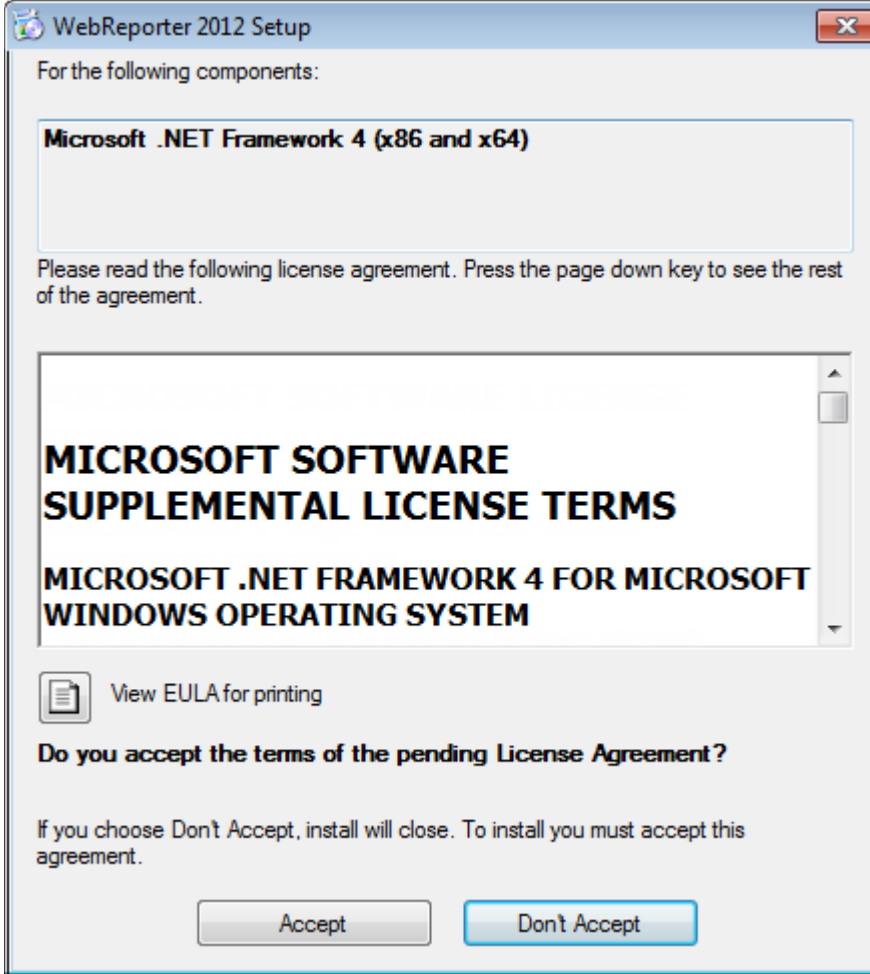 WebReporter 2012 Setup
For the following components:
Microsoft .NET Framework 4 (x86 and x64)
Please read the following license agreement. Press the page down key to see the rest
of the agreement.
MICROSOFT SOFTWARE
SUPPLEMENTAL LICENSE TERMS
MICROSOFT .NET FRAMEWORK 4 FOR MICROSOFT
WINDOWS OPERATING SYSTEM
View EULA for printing
Do you accept the terms of the pending License Agreement?
If you choose Don't Accept, install will close. To install you must accept this
agreement.
Accept
Don't Accept